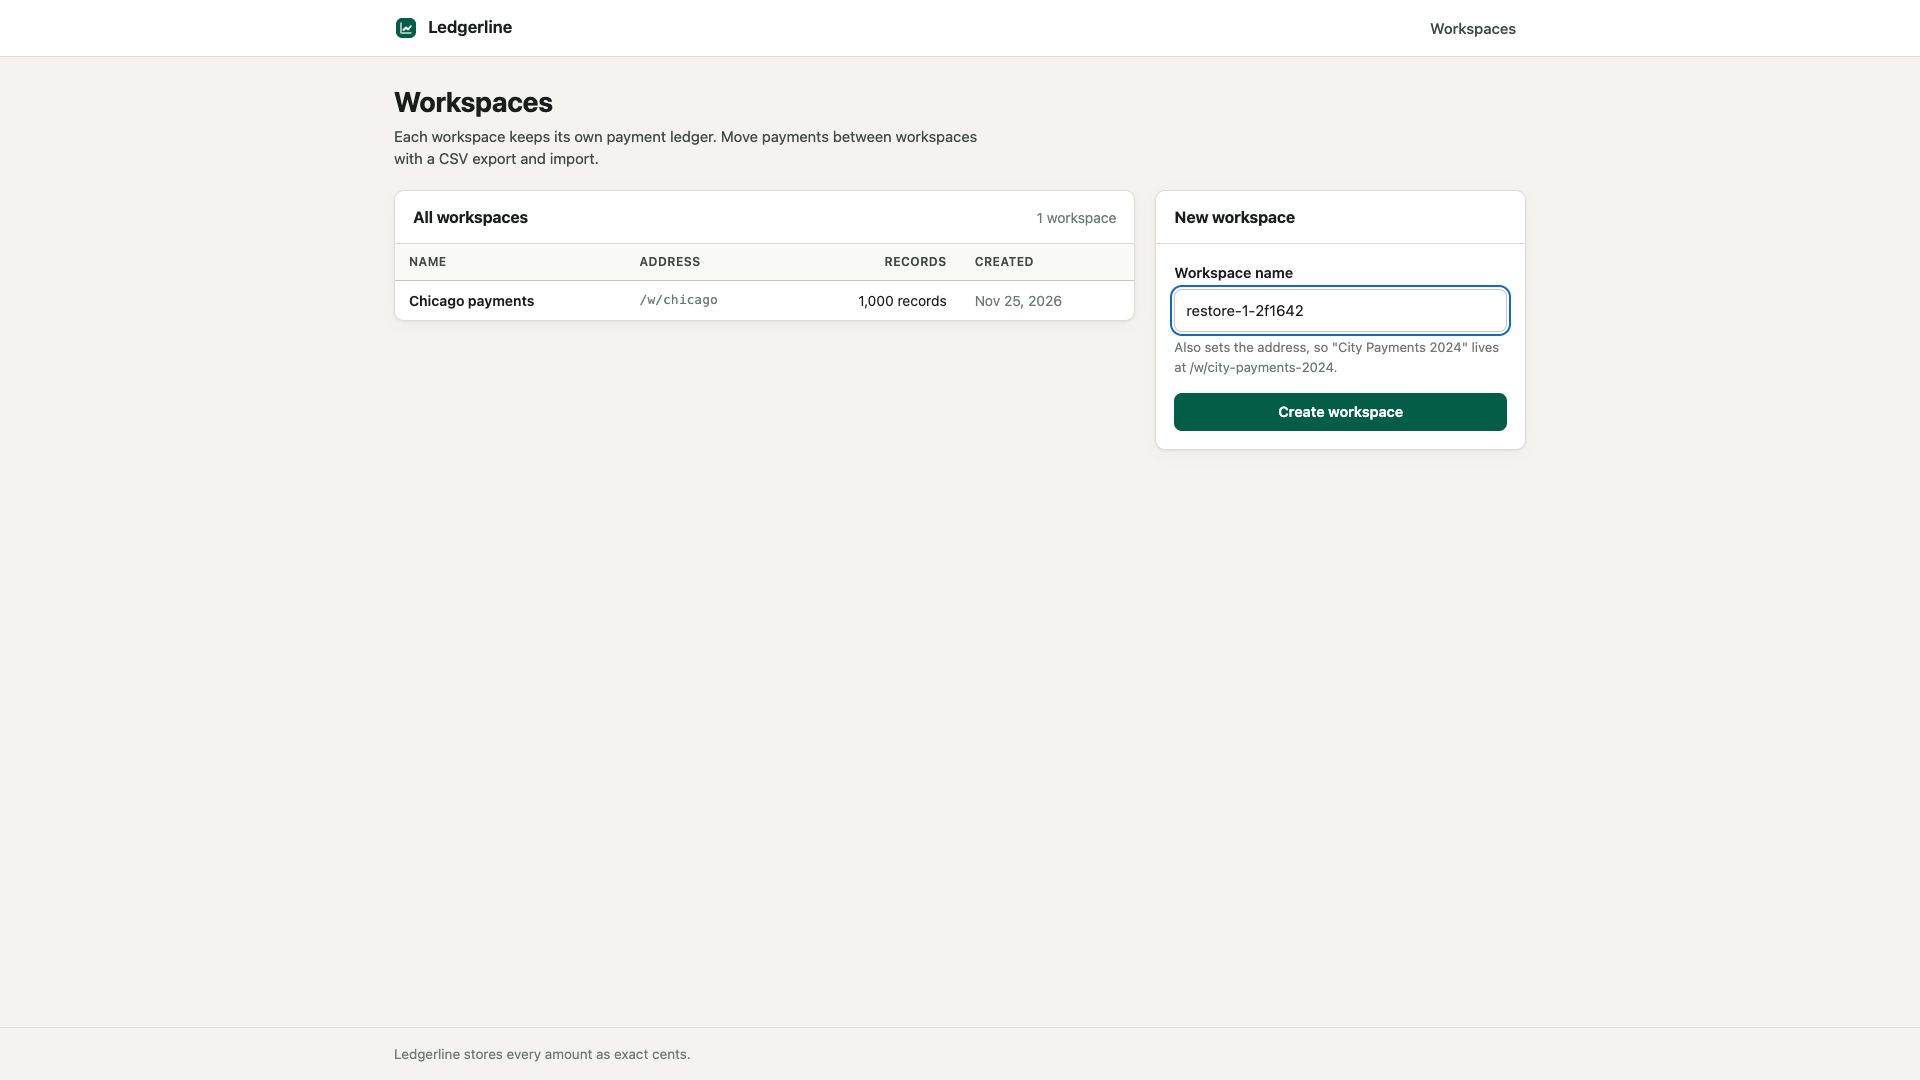 Ledgerline
Workspaces
Workspaces
Each workspace keeps its own payment ledger. Move payments between workspaces
with a CSV export and import.
All workspaces
1 workspace
NAME ADDRESS RECORDS CREATED
Chicago payments /w/chicago 1,000 records Nov 25, 2026
New workspace
Workspace name
restore-1-2f1642
Also sets the address, so "City Payments 2024" lives
at /w/city-payments-2024.
Create workspace
Ledgerline stores every amount as exact cents.